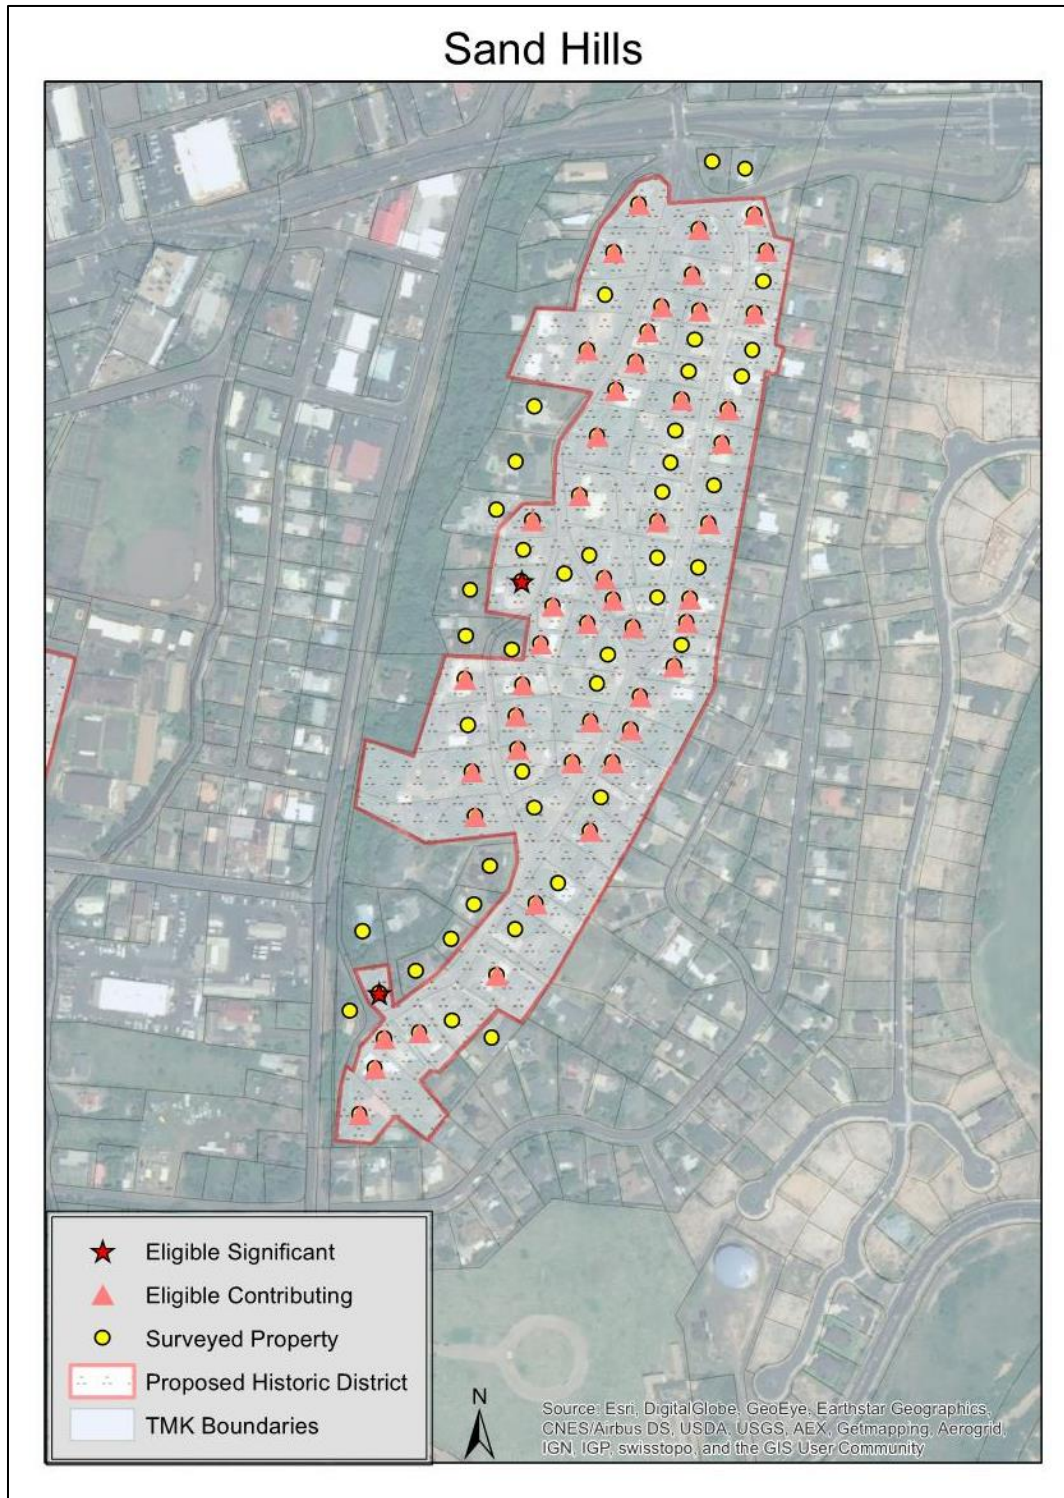 Sand Hills
Eligible Significant
Eligible Contributing
Surveyed Property
Proposed Historic District
TMK Boundaries
N
Source: Esri, DigitalGlobe, GeoEye, Earthstar Geographics,
CNES/Airbus DS, USDA, USGS, AEX, Getmapping, Aerogrid,
IGN, IGP, swisstopo, and the GIS User Community